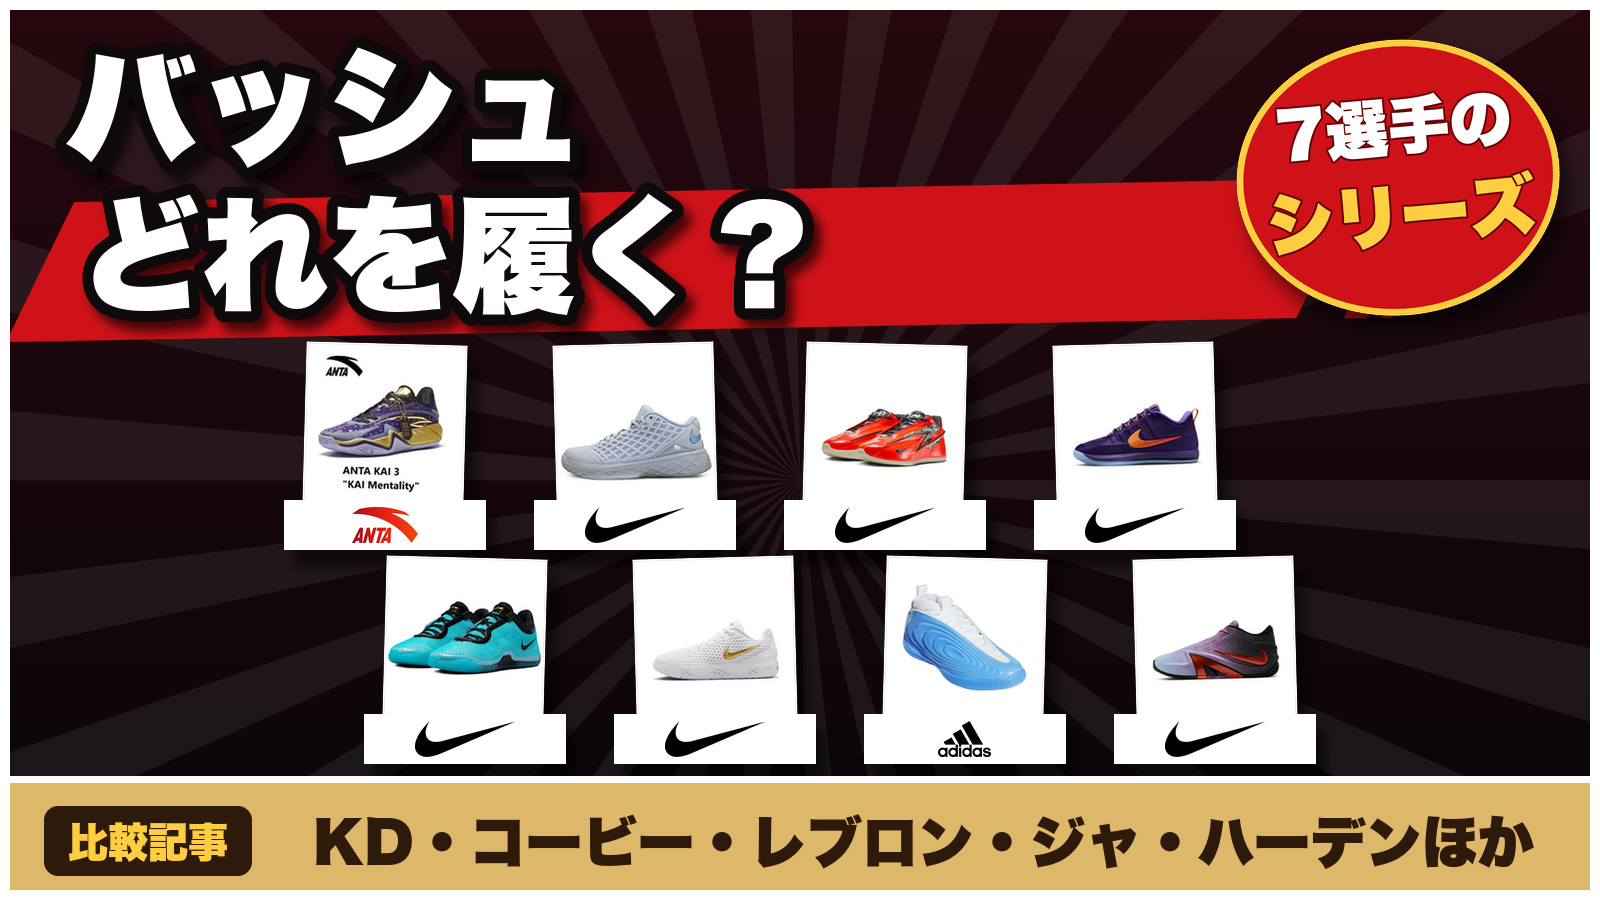 バッシュ
どれを履く？
7選手の
シリーズ
ANTA
ANTA KAI 3
"KAI Mentality"
ANTA
adidas
比較記事
KD・コービー・レブロン・ジャ・ハーデンほか